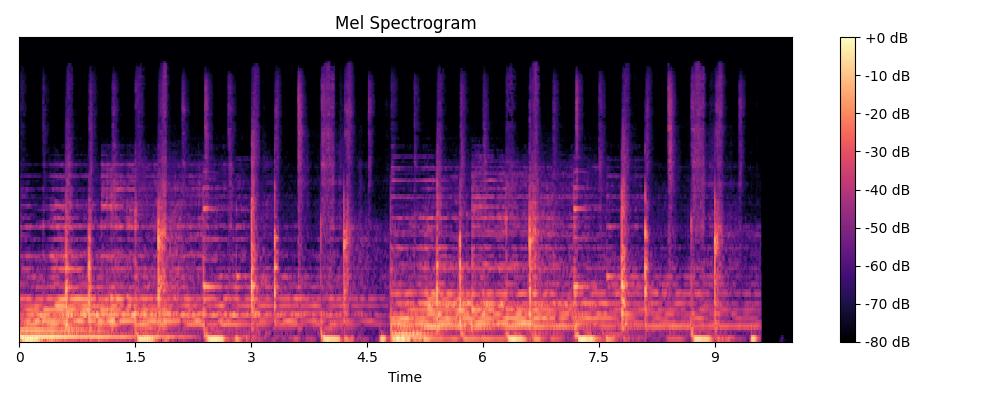 Mel Spectrogram
+0 dB
-10 dB
-20 dB
-30 dB
-40 dB
-50 dB
-60 dB
-70 dB
-80 dB
0 1.5 3 4.5 6 7.5 9
Time